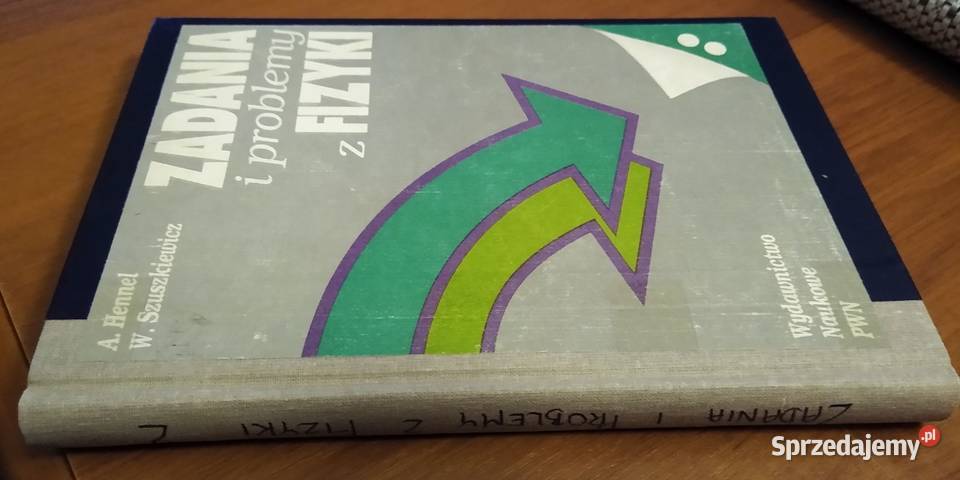 A. Hennel
W. Szuszkiewicz
ZADANIA
i problemy
z FIZYKI
Wydawnictwo
Naukowe
PWN
ZADANIA I PROBLEMY Z FIZYKI
Sprzedajemy.pl